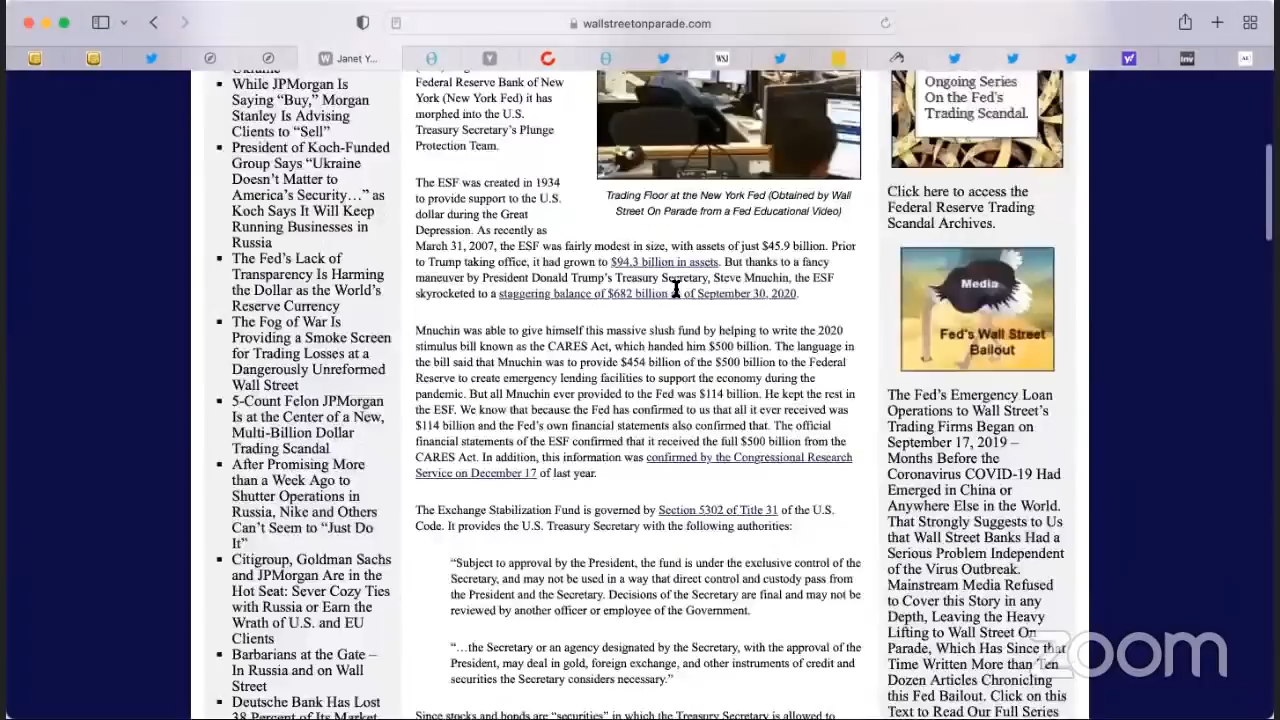 wallstreetonparade.com
Janet Y...
Ukraine
While JPMorgan Is
Saying “Buy,” Morgan
Stanley Is Advising
Clients to “Sell”
President of Koch-Funded
Group Says “Ukraine
Doesn’t Matter to
America’s Security…” as
Koch Says It Will Keep
Running Businesses in
Russia
The Fed’s Lack of
Transparency Is Harming
the Dollar as the World’s
Reserve Currency
The Fog of War Is
Providing a Smoke Screen
for Trading Losses at a
Dangerously Unreformed
Wall Street
5-Count Felon JPMorgan
Is at the Center of a New,
Multi-Billion Dollar
Trading Scandal
After Promising More
than a Week Ago to
Shutter Operations in
Russia, Nike and Others
Can’t Seem to “Just Do
It”
Citigroup, Goldman Sachs
and JPMorgan Are in the
Hot Seat: Sever Cozy Ties
with Russia or Earn the
Wrath of U.S. and EU
Clients
Barbarians at the Gate –
In Russia and on Wall
Street
Deutsche Bank Has Lost
38 Percent of Its Market
Federal Reserve Bank of New
York (New York Fed) it has
morphed into the U.S.
Treasury Secretary’s Plunge
Protection Team.
The ESF was created in 1934
to provide support to the U.S.
dollar during the Great
Depression. As recently as
March 31, 2007, the ESF was fairly modest in size, with assets of just $45.9 billion. Prior
to Trump taking office, it had grown to $94.3 billion in assets. But thanks to a fancy
maneuver by President Donald Trump’s Treasury Secretary, Steve Mnuchin, the ESF
skyrocketed to a staggering balance of $682 billion as of September 30, 2020.
Mnuchin was able to give himself this massive slush fund by helping to write the 2020
stimulus bill known as the CARES Act, which handed him $500 billion. The language in
the bill said that Mnuchin was to provide $454 billion of the $500 billion to the Federal
Reserve to create emergency lending facilities to support the economy during the
pandemic. But all Mnuchin ever provided to the Fed was $114 billion. He kept the rest in
the ESF. We know that because the Fed has confirmed to us that all it ever received was
$114 billion and the Fed’s own financial statements also confirmed that. The official
financial statements of the ESF confirmed that it received the full $500 billion from the
CARES Act. In addition, this information was confirmed by the Congressional Research
Service on December 17 of last year.
The Exchange Stabilization Fund is governed by Section 5302 of Title 31 of the U.S.
Code. It provides the U.S. Treasury Secretary with the following authorities:
“Subject to approval by the President, the fund is under the exclusive control of the
Secretary, and may not be used in a way that direct control and custody pass from
the President and the Secretary. Decisions of the Secretary are final and may not be
reviewed by another officer or employee of the Government.
“…the Secretary or an agency designated by the Secretary, with the approval of the
President, may deal in gold, foreign exchange, and other instruments of credit and
securities the Secretary considers necessary.”
Since stocks and bonds are “securities” in which the Treasury Secretary is allowed to
Trading Floor at the New York Fed (Obtained by Wall
Street On Parade from a Fed Educational Video)
Ongoing Series
On the Fed's
Trading Scandal.
Click here to access the
Federal Reserve Trading
Scandal Archives.
Media
Fed's Wall Street
Bailout
The Fed’s Emergency Loan
Operations to Wall Street’s
Trading Firms Began on
September 17, 2019 –
Months Before the
Coronavirus COVID-19 Had
Emerged in China or
Anywhere Else in the World.
That Strongly Suggests to Us
that Wall Street Banks Had a
Serious Problem Independent
of the Virus Outbreak.
Mainstream Media Refused
to Cover this Story in any
Depth, Leaving the Heavy
Lifting to Wall Street On
Parade, Which Has Since that
Time Written More than Ten
Dozen Articles Chronicling
this Fed Bailout. Click on this
Text to Read Our Full Series
zoom